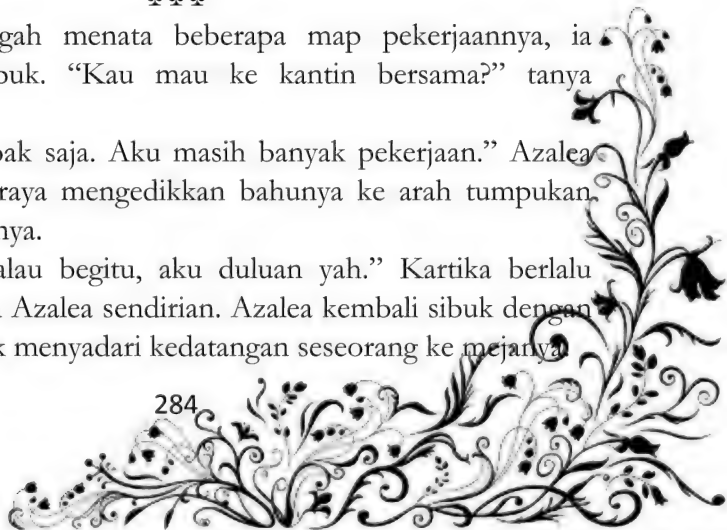 gah menata beberapa map pekerjaannya, ia
buk. “Kau mau ke kantin bersama?” tanya
ak saja. Aku masih banyak pekerjaan.” Azalea
raya mengedikkan bahunya ke arah tumpukan
nya.
alau begitu, aku duluan yah.” Kartika berlalu
Azalea sendirian. Azalea kembali sibuk dengan
k menyadari kedatangan seseorang ke mejanya.
284